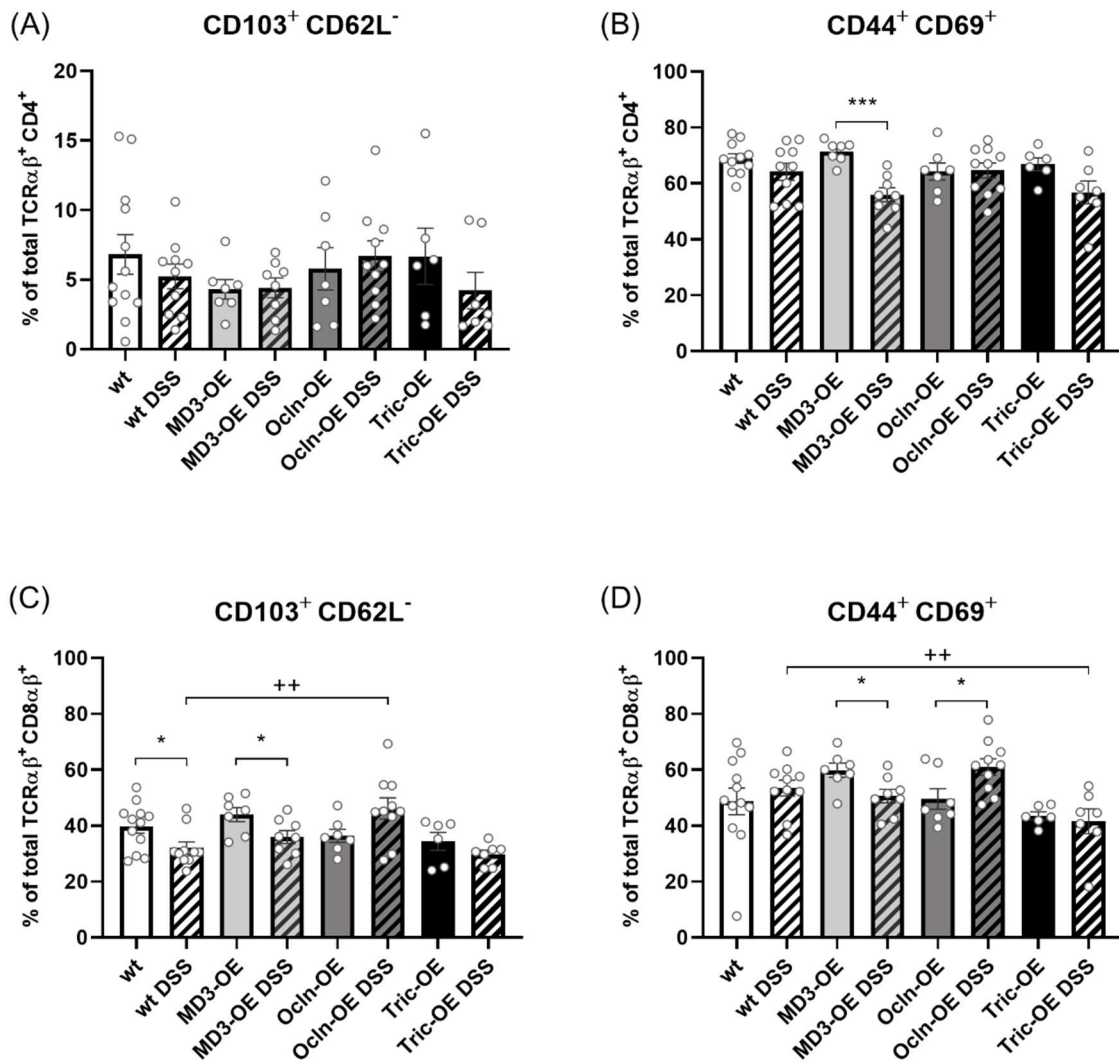 (A)
CD103⁺ CD62L⁻
% of total TCRαβ⁺ CD4⁺
20
15
10
5
0
wt
wt DSS
MD3-OE
MD3-OE DSS
Ocln-OE
Ocln-OE DSS
Tric-OE
Tric-OE DSS
(B)
CD44⁺ CD69⁺
% of total TCRαβ⁺ CD4⁺
100
80
60
40
20
0
***
wt
wt DSS
MD3-OE
MD3-OE DSS
Ocln-OE
Ocln-OE DSS
Tric-OE
Tric-OE DSS
(C)
CD103⁺ CD62L⁻
% of total TCRαβ⁺ CD8αβ⁺
100
80
60
40
20
0
++
*
*
wt
wt DSS
MD3-OE
MD3-OE DSS
Ocln-OE
Ocln-OE DSS
Tric-OE
Tric-OE DSS
(D)
CD44⁺ CD69⁺
% of total TCRαβ⁺ CD8αβ⁺
100
80
60
40
20
0
++
*
*
wt
wt DSS
MD3-OE
MD3-OE DSS
Ocln-OE
Ocln-OE DSS
Tric-OE
Tric-OE DSS